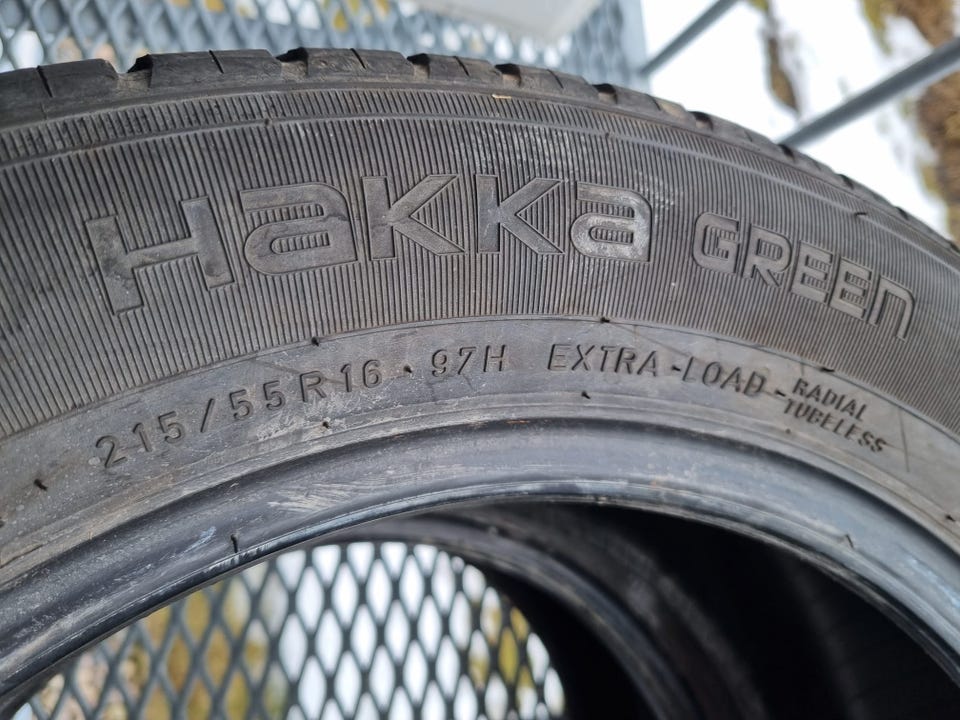 Hakka GREEN
215/55R16 97H EXTRA-LOAD-RADIAL
TUBELESS